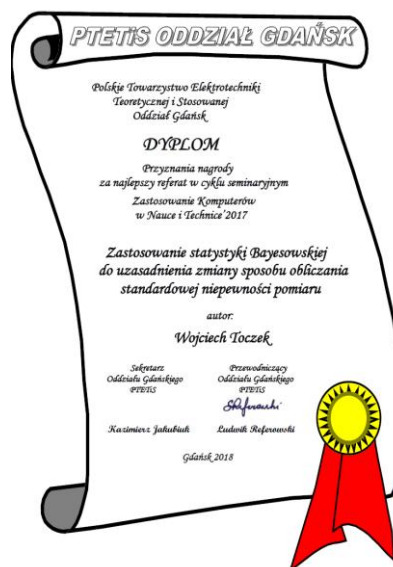 PTETiS ODDZIAŁ GDAŃSK
Polskie Towarzystwo Elektrotechniki
Teoretycznej i Stosowanej
Oddział Gdańsk
DYPLOM
Przyznania nagrody
za najlepszy referat w cyklu seminaryjnym
Zastosowanie Komputerów
w Nauce i Technice'2017
Zastosowanie statystyki Bayesowskiej
do uzasadnienia zmiany sposobu obliczania
standardowej niepewności pomiaru
autor:
Wojciech Toczek
Sekretarz Przewodniczący
Oddziału Gdańskiego Oddziału Gdańskiego
PTETiS PTETiS
Kazimierz Jakubiuk Ludwik Referowski
Gdańsk 2018